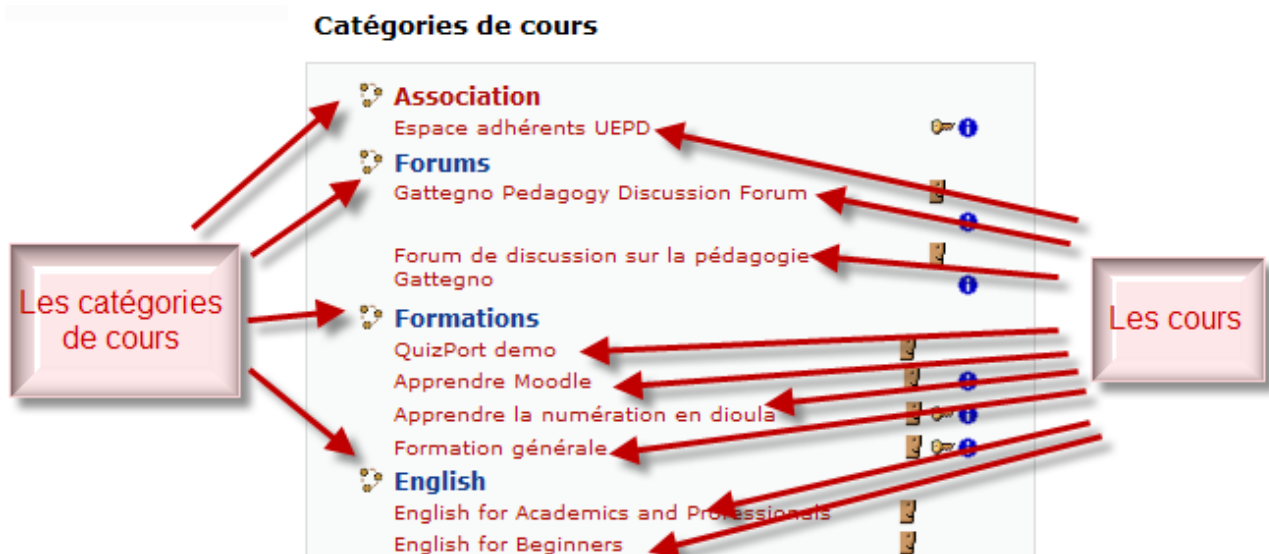 Catégories de cours
Association
Espace adhérents UEPD
Forums
Gattegno Pedagogy Discussion Forum
Forum de discussion sur la pédagogie
Gattegno
Formations
QuizPort demo
Apprendre Moodle
Apprendre la numération en dioula
Formation générale
English
English for Academics and Professionals
English for Beginners
Les catégories
de cours
Les cours